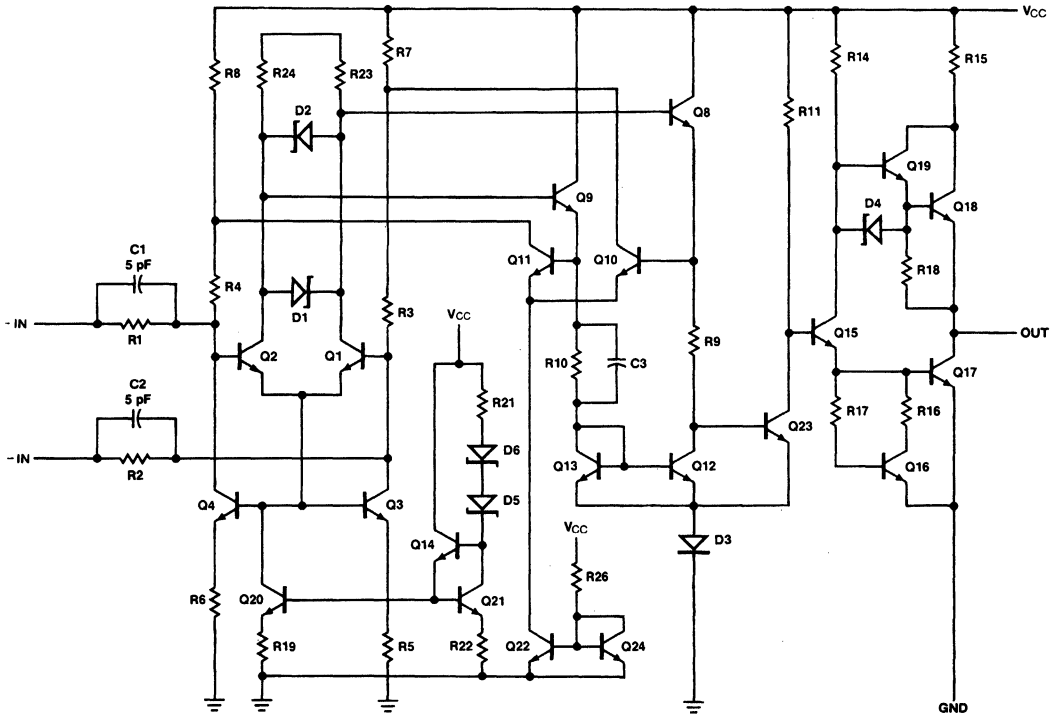 VCC
R8
R24
R23
R7
R14
R15
D2
Q8
R11
Q19
Q9
Q18
D4
C1
5 pF
Q11
Q10
R18
R4
D1
R3
- IN
R1
VCC
Q15
OUT
Q2
Q1
R10
C3
R9
Q17
C2
5 pF
R21
R17
R16
Q23
D6
- IN
R2
Q13
Q12
Q16
Q4
Q3
D5
VCC
Q14
D3
R26
R6
Q20
Q21
R19
R5
R22
Q22
Q24
GND